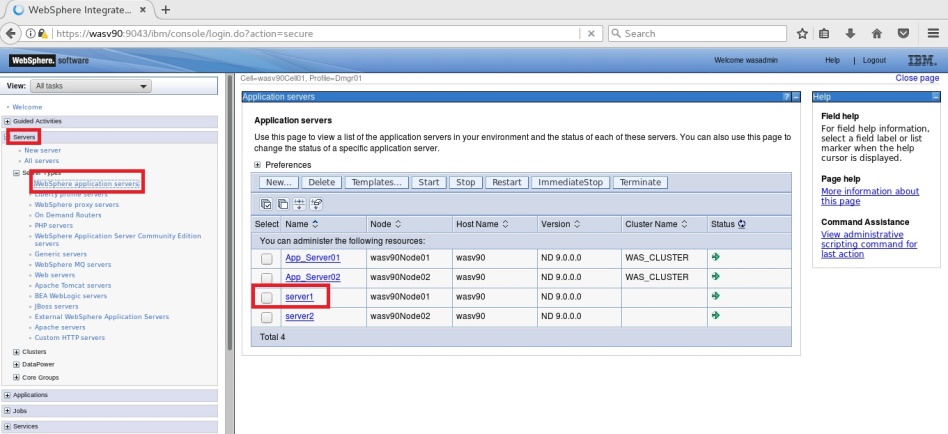 WebSphere Integrate...
https://wasv90:9043/ibm/console/login.do?action=secure
Search
WebSphere. software
Welcome wasadmin
Help | Logout
IBM.
View: All tasks
Cell=wasv90Cell01, Profile=Dmgr01
Close page
Welcome
Guided Activities
Servers
New server
All servers
Server Types
WebSphere application servers
Liberty profile servers
WebSphere proxy servers
On Demand Routers
PHP servers
WebSphere Application Server Community Edition
servers
Generic servers
WebSphere MQ servers
Web servers
Apache Tomcat servers
BEA WebLogic servers
JBoss servers
External WebSphere Application Servers
Apache servers
Custom HTTP servers
Clusters
DataPower
Core Groups
Applications
Jobs
Services
Application servers
Application servers
Use this page to view a list of the application servers in your environment and the status of each of these servers. You can also use this page to
change the status of a specific application server.
Preferences
New... Delete Templates... Start Stop Restart ImmediateStop Terminate
Select Name Node Host Name Version Cluster Name Status
You can administer the following resources:
App_Server01 wasv90Node01 wasv90 ND 9.0.0.0 WAS_CLUSTER
App_Server02 wasv90Node02 wasv90 ND 9.0.0.0 WAS_CLUSTER
server1 wasv90Node01 wasv90 ND 9.0.0.0
server2 wasv90Node02 wasv90 ND 9.0.0.0
Total 4
Help
Field help
For field help information,
select a field label or list
marker when the help
cursor is displayed.
Page help
More information about
this page
Command Assistance
View administrative
scripting command for
last action